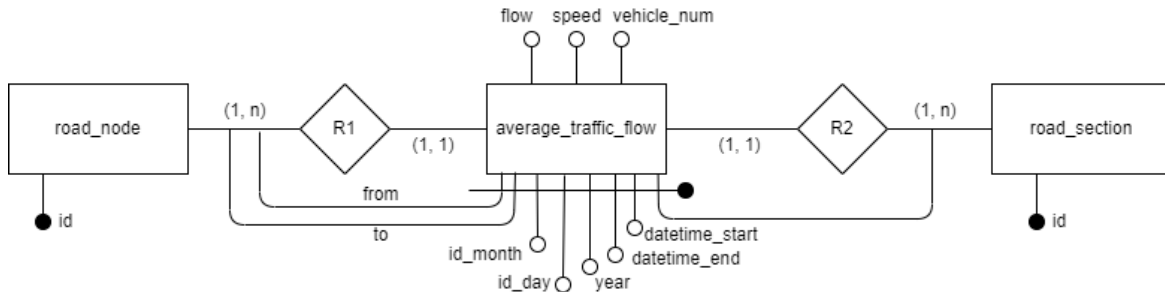 flow
speed
vehicle_num
road_node
(1, n)
R1
(1, 1)
average_traffic_flow
(1, 1)
R2
(1, n)
road_section
id
from
to
id_month
id_day
year
datetime_end
datetime_start
id